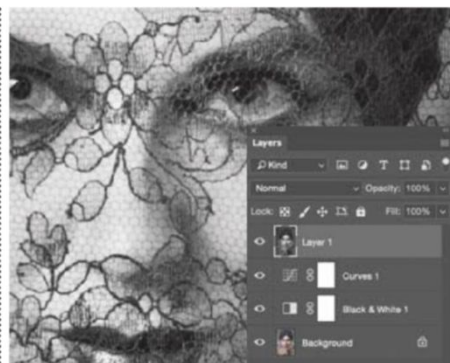 Layers
Kind
Normal Opacity: 100%
Lock: Fill: 100%
Layer 1
Curves 1
Black & White 1
Background